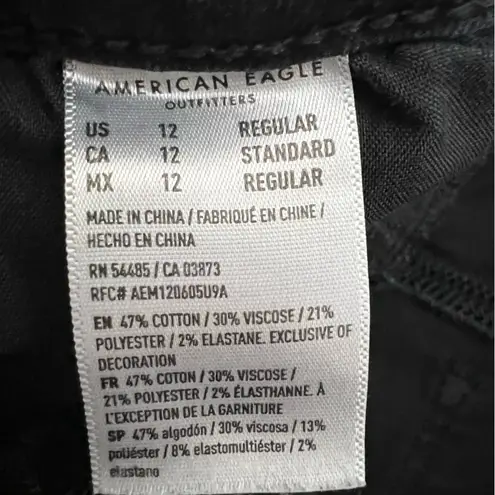 AMERICAN EAGLE
OUTFITTERS
US 12 REGULAR
CA 12 STANDARD
MX 12 REGULAR
MADE IN CHINA / FABRIQUÉ EN CHINE /
HECHO EN CHINA
RN 54485 / CA 03873
RFC# AEM120605U9A
EN 47% COTTON / 30% VISCOSE / 21%
POLYESTER / 2% ELASTANE. EXCLUSIVE OF
DECORATION
FR 47% COTON / 30% VISCOSE /
21% POLYESTER / 2% ÉLASTHANNE. À
L'EXCEPTION DE LA GARNITURE
SP 47% algodón / 30% viscosa / 13%
poliéster / 8% elastomultiéster / 2%
elastano